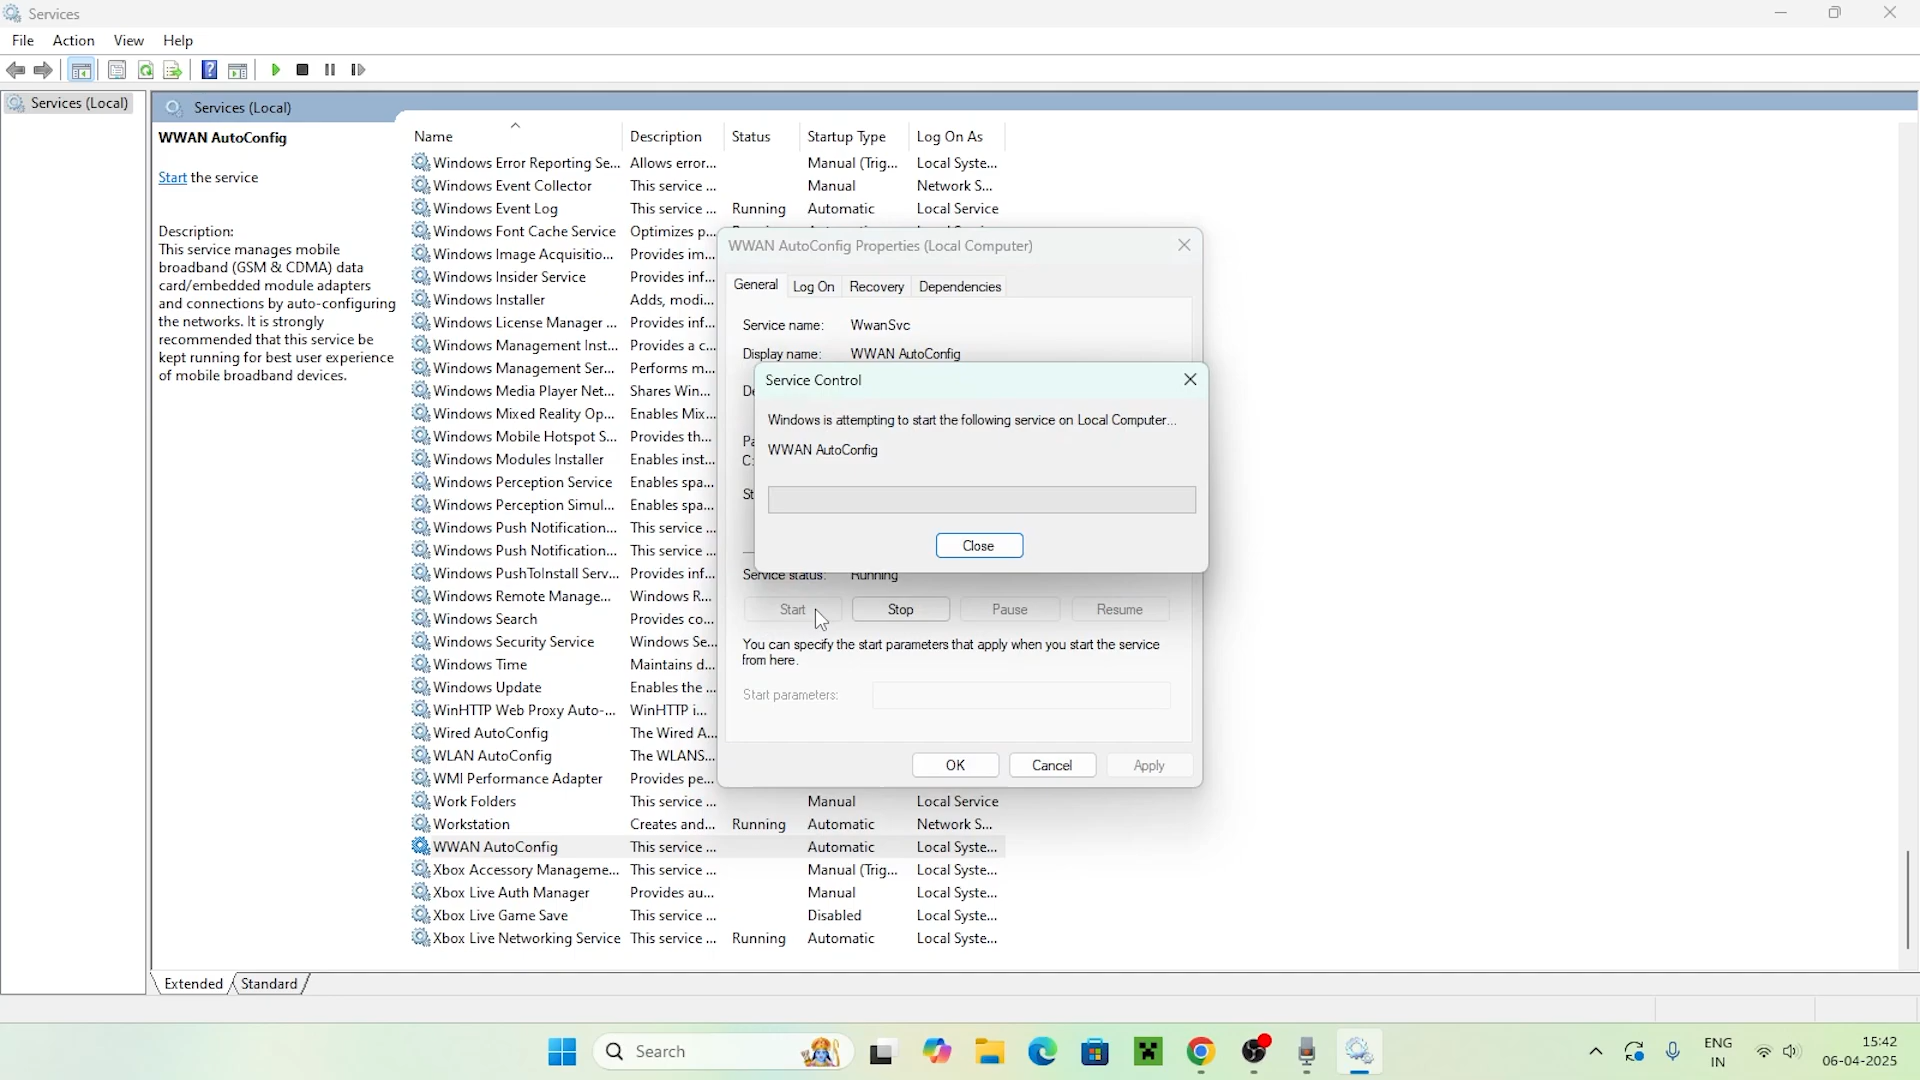 Services
File Action View Help
Services (Local)
Services (Local)
WWAN AutoConfig
Start the service
Description:
This service manages mobile
broadband (GSM & CDMA) data
card/embedded module adapters
and connections by auto-configuring
the networks. It is strongly
recommended that this service be
kept running for best user experience
of mobile broadband devices.
Name Description Status Startup Type Log On As
Windows Error Reporting Se... Allows error... Manual (Trig... Local Syste...
Windows Event Collector This service ... Manual Network S...
Windows Event Log This service ... Running Automatic Local Service
Windows Font Cache Service Optimizes p...
Windows Image Acquisitio... Provides im...
Windows Insider Service Provides inf...
Windows Installer Adds, modi...
Windows License Manager ... Provides inf...
Windows Management Inst... Provides a c...
Windows Management Ser... Performs m...
Windows Media Player Net... Shares Win...
Windows Mixed Reality Op... Enables Mix...
Windows Mobile Hotspot S... Provides th...
Windows Modules Installer Enables inst...
Windows Perception Service Enables spa...
Windows Perception Simul... Enables spa...
Windows Push Notification... This service ...
Windows Push Notification... This service ...
Windows PushToInstall Serv... Provides inf...
Windows Remote Manage... Windows R...
Windows Search Provides co...
Windows Security Service Windows Se...
Windows Time Maintains d...
Windows Update Enables the ...
WinHTTP Web Proxy Auto-... WinHTTP i...
Wired AutoConfig The Wired A...
WLAN AutoConfig The WLANS...
WMI Performance Adapter Provides pe...
Work Folders This service ... Manual Local Service
Workstation Creates and... Running Automatic Network S...
WWAN AutoConfig This service ... Automatic Local Syste...
Xbox Accessory Manageme... This service ... Manual (Trig... Local Syste...
Xbox Live Auth Manager Provides au... Manual Local Syste...
Xbox Live Game Save This service ... Disabled Local Syste...
Xbox Live Networking Service This service ... Running Automatic Local Syste...
WWAN AutoConfig Properties (Local Computer)
General Log On Recovery Dependencies
Service name: WwanSvc
Display name: WWAN AutoConfig
Service Control
Windows is attempting to start the following service on Local Computer...
WWAN AutoConfig
Close
Service status: Running
Start Stop Pause Resume
You can specify the start parameters that apply when you start the service
from here.
Start parameters:
OK Cancel Apply
Extended Standard
Search
ENG
IN
15:42
06-04-2025